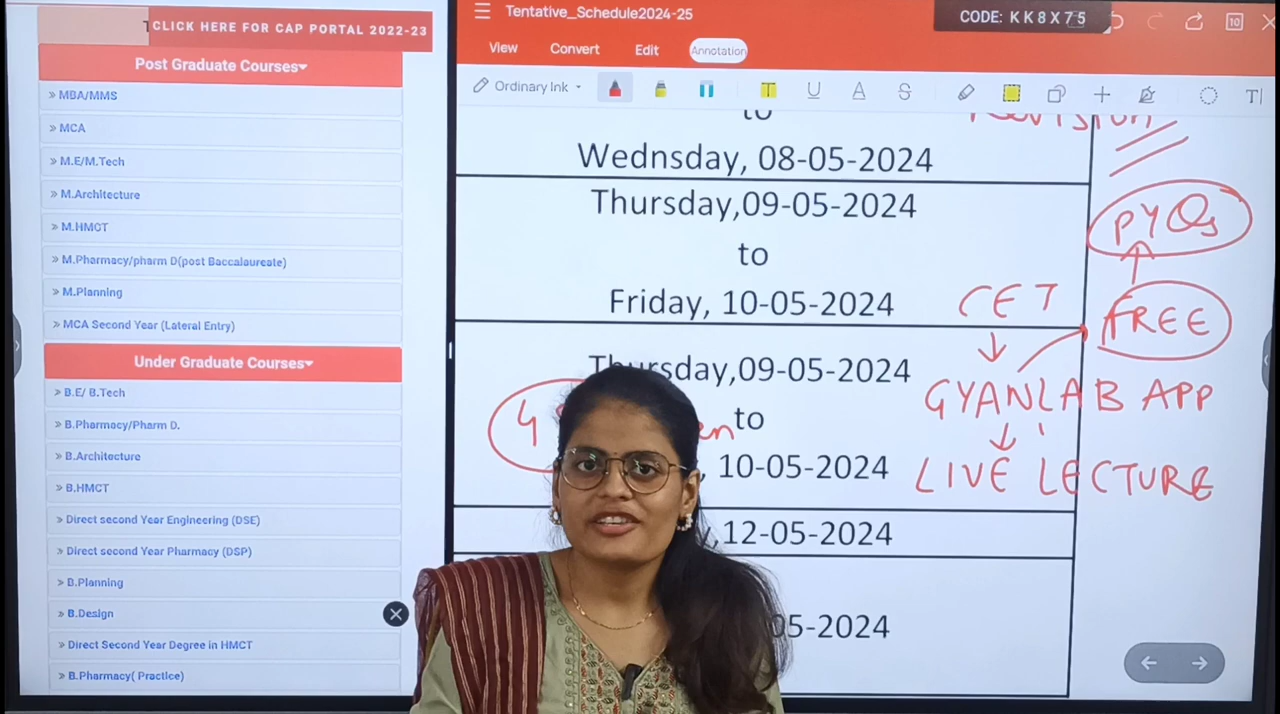 CLICK HERE FOR CAP PORTAL 2022-23
Post Graduate Courses
» MBA/MMS
» MCA
» M.E/M.Tech
» M.Architecture
» M.HMCT
» M.Pharmacy/pharm D(post Baccalaureate)
» M.Planning
» MCA Second Year (Lateral Entry)
Under Graduate Courses
» B.E/ B.Tech
» B.Pharmacy/Pharm D.
» B.Architecture
» B.HMCT
» Direct second Year Engineering (DSE)
» Direct second Year Pharmacy (DSP)
» B.Planning
» B.Design
» Direct Second Year Degree in HMCT
» B.Pharmacy( Practice)
Tentative_Schedule2024-25
CODE: KK8X75
10
View Convert Edit Annotation
Ordinary Ink
to
Wednsday, 08-05-2024
Thursday,09-05-2024
to
Friday, 10-05-2024
Thursday,09-05-2024
to
, 10-05-2024
,12-05-2024
05-2024
Revision
PYQs
FREE
CET
GYANLAB APP
LIVE LECTURE
4